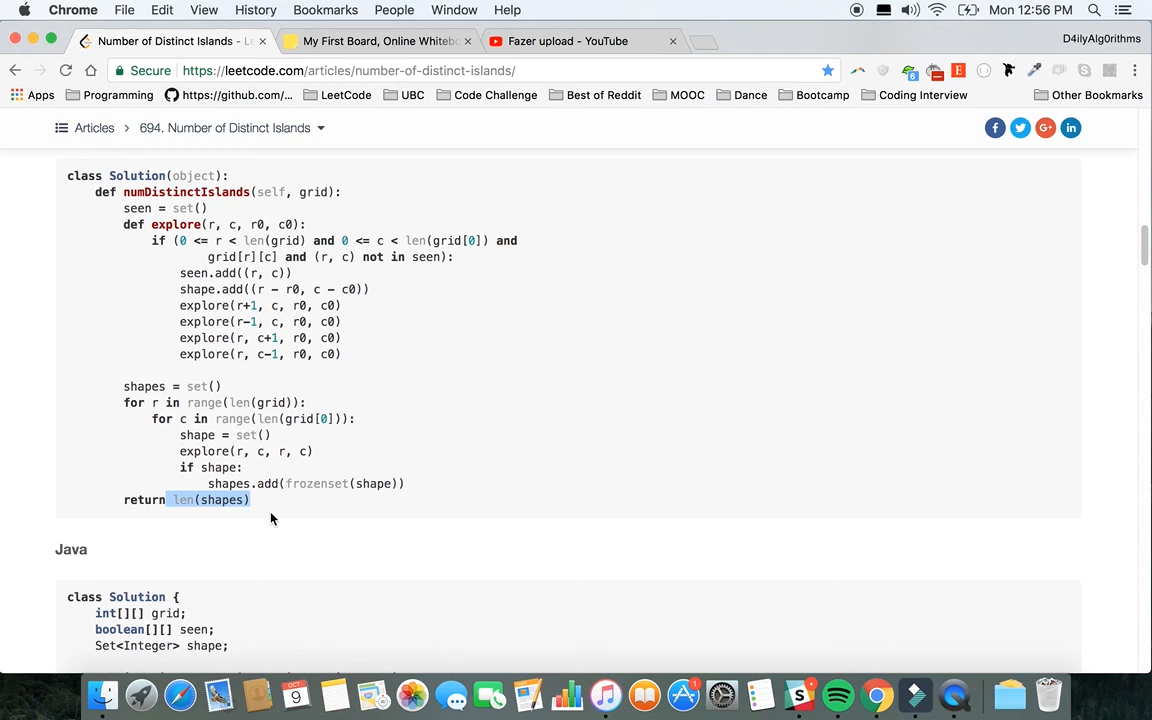 Chrome File Edit View History Bookmarks People Window Help Mon 12:56 PM
Number of Distinct Islands - Le My First Board, Online Whitebo Fazer upload - YouTube D4ilyAlg0rithms
Secure https://leetcode.com/articles/number-of-distinct-islands/
Apps Programming https://github.com/... LeetCode UBC Code Challenge Best of Reddit MOOC Dance Bootcamp Coding Interview Other Bookmarks
Articles > 694. Number of Distinct Islands
class Solution(object):
def numDistinctIslands(self, grid):
seen = set()
def explore(r, c, r0, c0):
if (0 <= r < len(grid) and 0 <= c < len(grid[0]) and
grid[r][c] and (r, c) not in seen):
seen.add((r, c))
shape.add((r - r0, c - c0))
explore(r+1, c, r0, c0)
explore(r-1, c, r0, c0)
explore(r, c+1, r0, c0)
explore(r, c-1, r0, c0)
shapes = set()
for r in range(len(grid)):
for c in range(len(grid[0])):
shape = set()
explore(r, c, r, c)
if shape:
shapes.add(frozenset(shape))
return len(shapes)
Java
class Solution {
int[][] grid;
boolean[][] seen;
Set<Integer> shape;